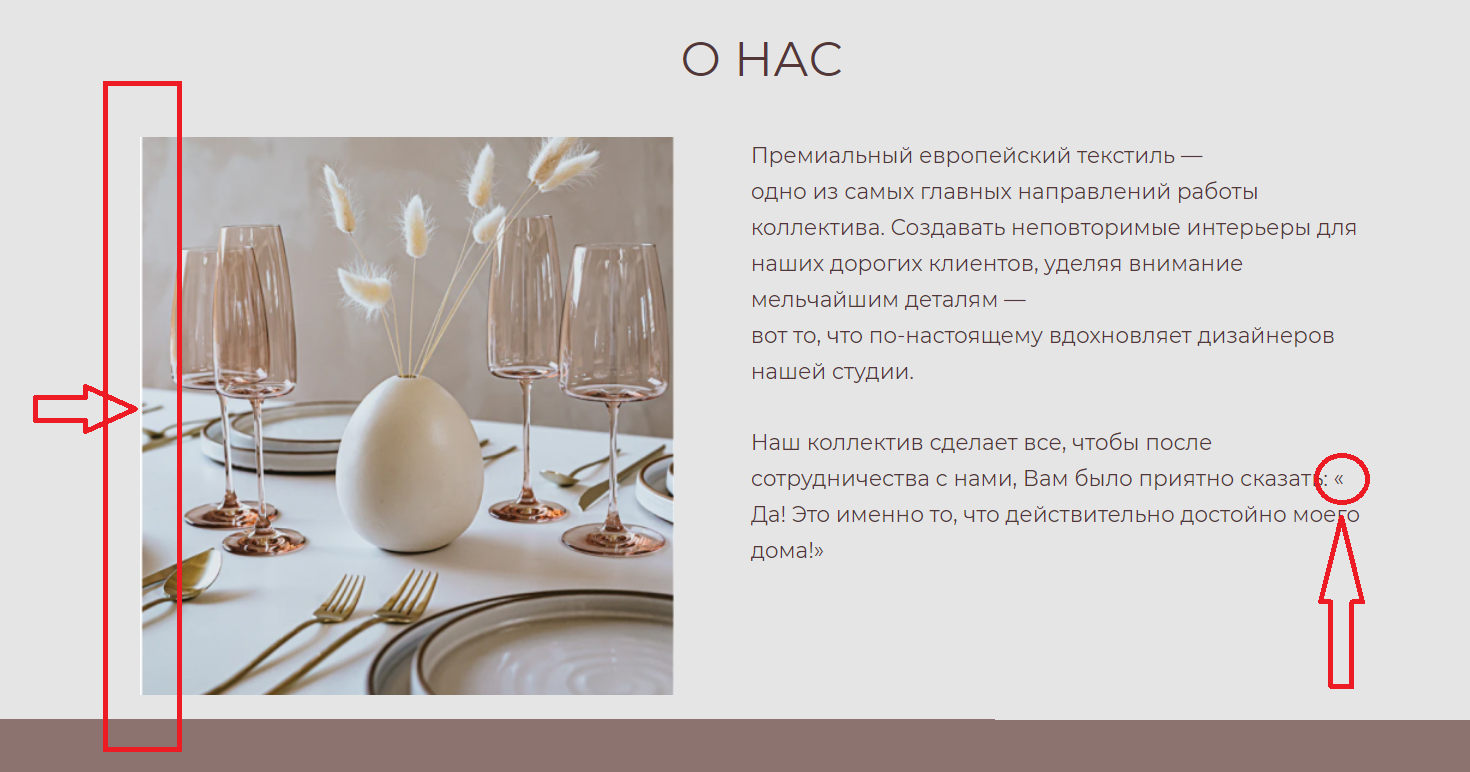 О НАС
Премиальный европейский текстиль —
одно из самых главных направлений работы
коллектива. Создавать неповторимые интерьеры для
наших дорогих клиентов, уделяя внимание
мельчайшим деталям —
вот то, что по-настоящему вдохновляет дизайнеров
нашей студии.
Наш коллектив сделает все, чтобы после
сотрудничества с нами, Вам было приятно сказать: «
Да! Это именно то, что действительно достойно моего
дома!»